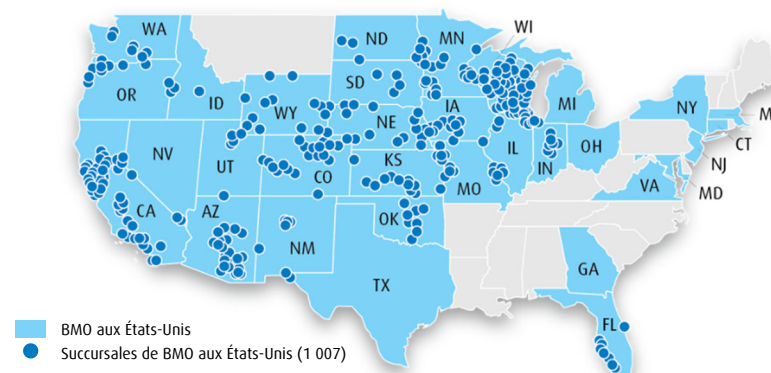 WA
ND
MN
WI
OR
ID
SD
WY
IA
MI
NY
M
CT
NJ
MD
NV
UT
CO
NE
KS
MO
IL
IN
OH
VA
CA
AZ
NM
OK
TX
GA
FL
BMO aux États-Unis
Succursales de BMO aux États-Unis (1 007)